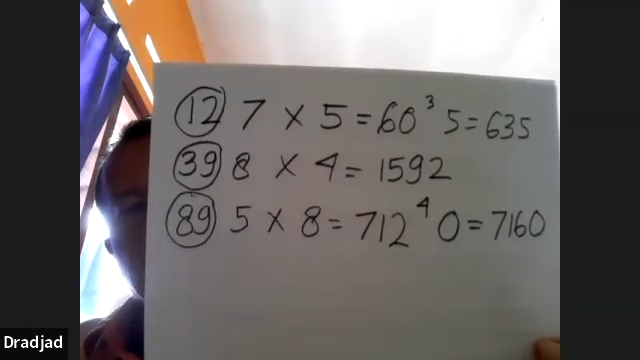 12 7 x 5 = 60 ³ 5 = 635
39 8 x 4 = 1592
89 5 x 8 = 712 ⁴ 0 = 7160
Dradjad